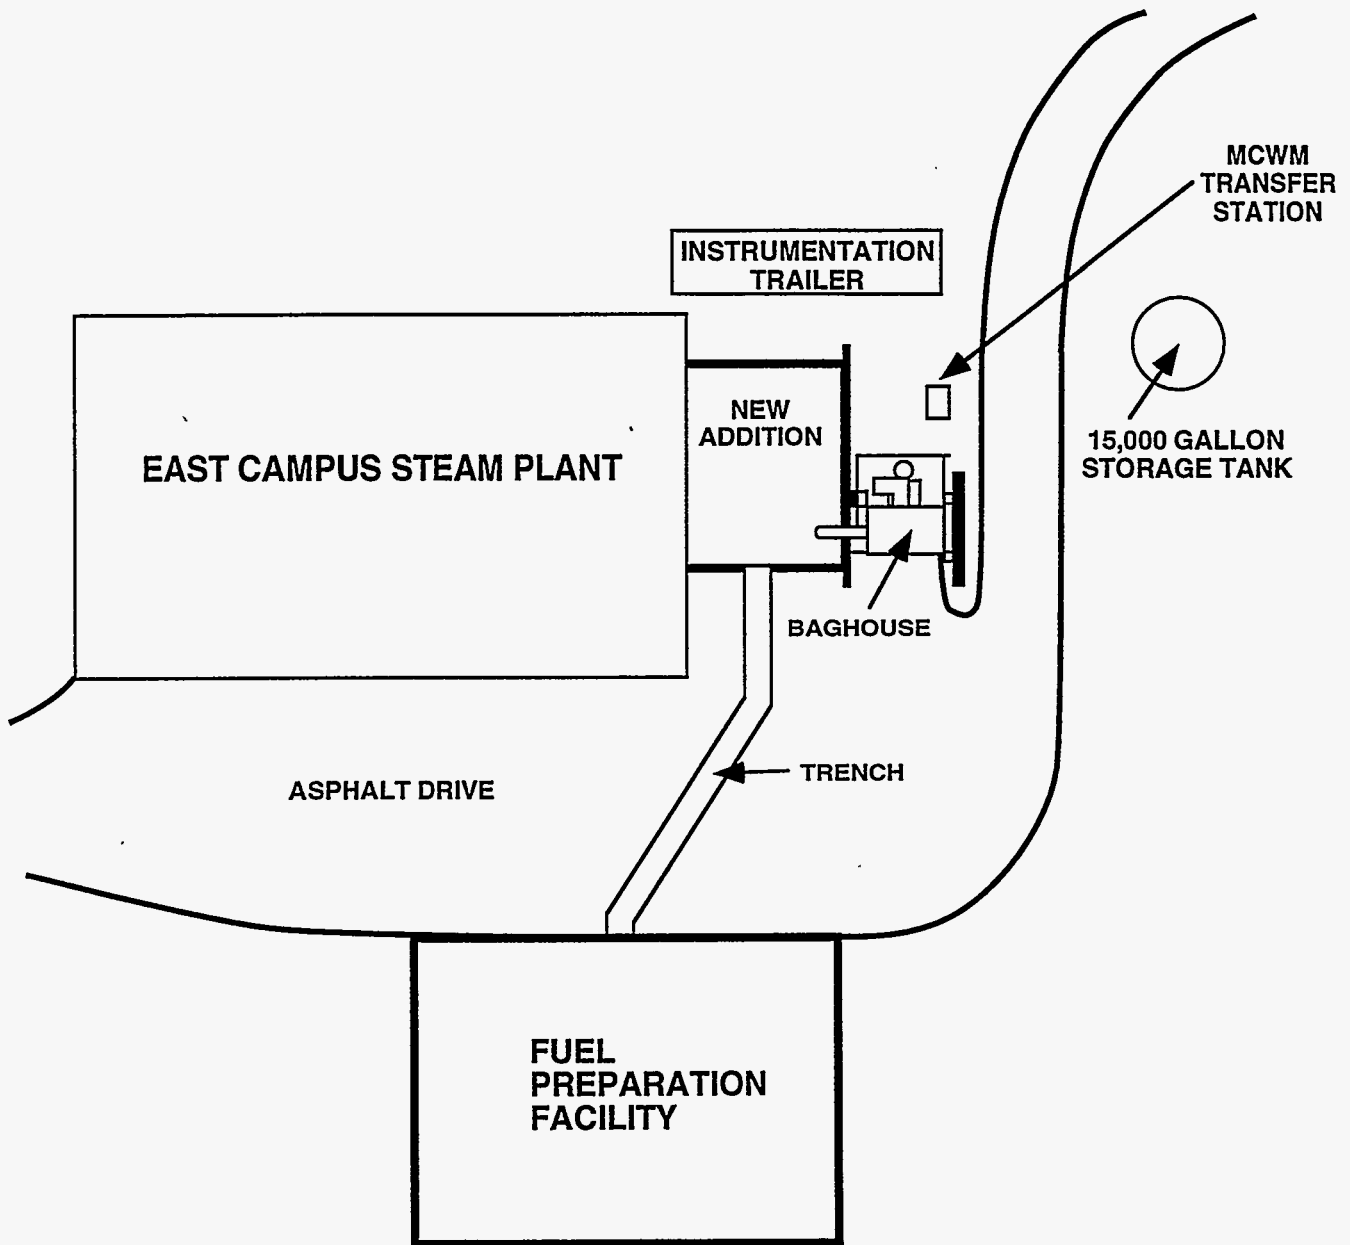 MCWM
TRANSFER
STATION
INSTRUMENTATION
TRAILER
NEW
ADDITION
EAST CAMPUS STEAM PLANT
15,000 GALLON
STORAGE TANK
BAGHOUSE
TRENCH
ASPHALT DRIVE
FUEL
PREPARATION
FACILITY